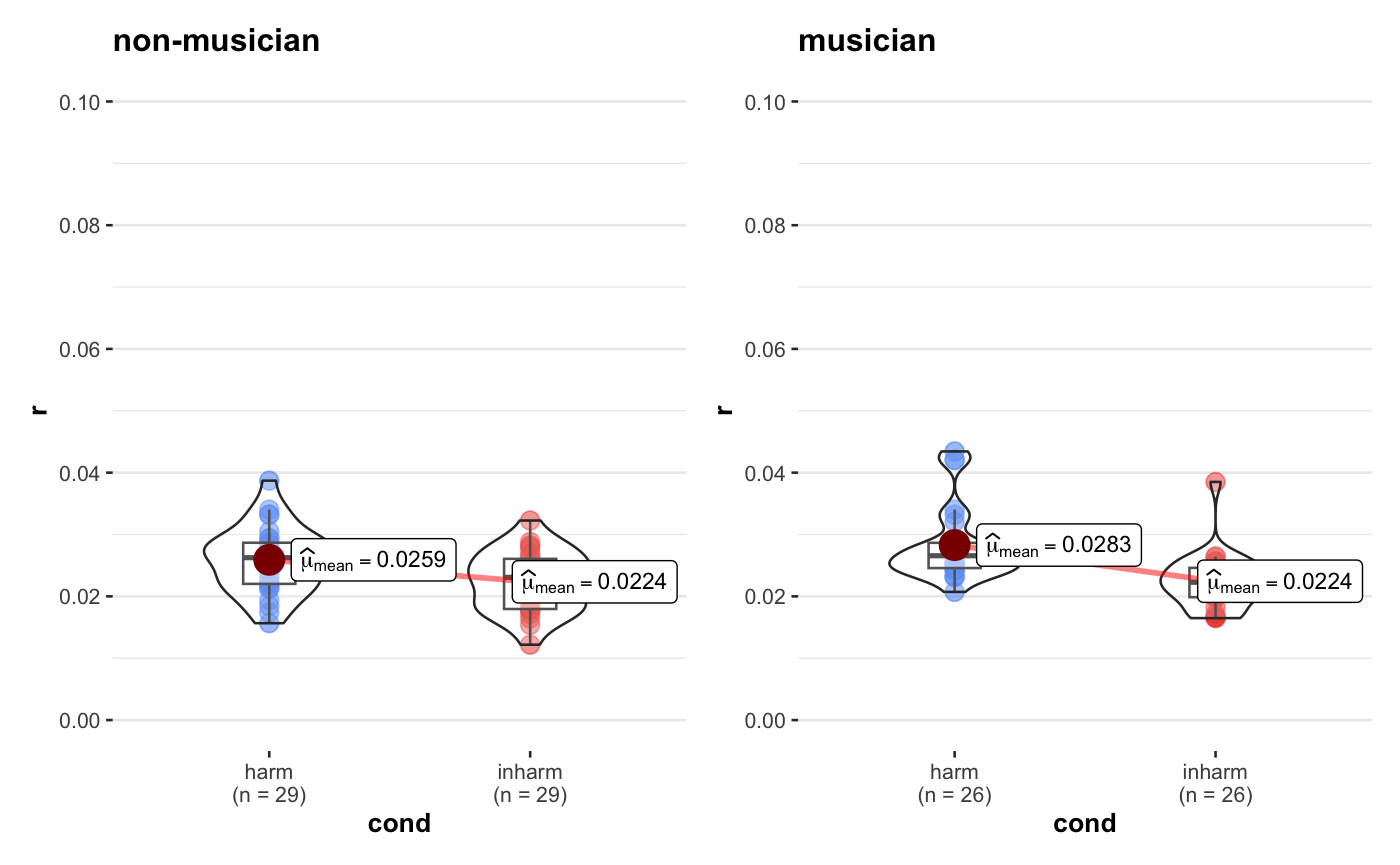 non-musician
0.10
0.08
0.06
0.04
0.02
0.00
r
μ̂mean = 0.0259
μ̂mean = 0.0224
harm
(n = 29)
inharm
(n = 29)
cond
musician
0.10
0.08
0.06
0.04
0.02
0.00
r
μ̂mean = 0.0283
μ̂mean = 0.0224
harm
(n = 26)
inharm
(n = 26)
cond